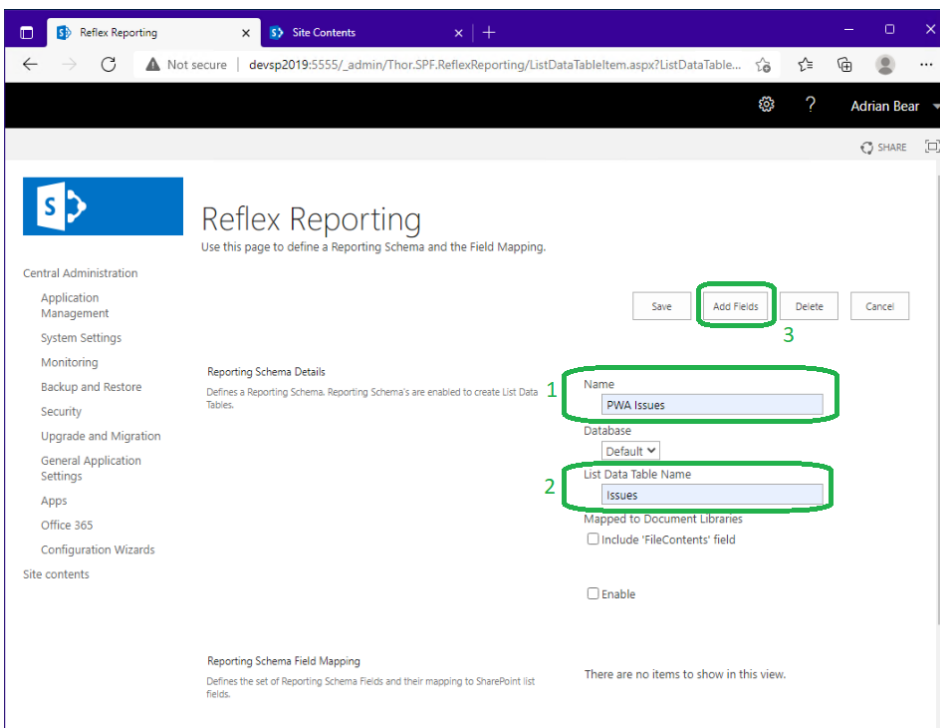 Reflex Reporting
Site Contents
Not secure
devsp2019:5555/_admin/Thor.SPF.ReflexReporting/ListDataTableItem.aspx?ListDataTable...
Adrian Bear
SHARE
Reflex Reporting
Use this page to define a Reporting Schema and the Field Mapping.
Central Administration
Application
Management
System Settings
Monitoring
Backup and Restore
Security
Upgrade and Migration
General Application
Settings
Apps
Office 365
Configuration Wizards
Site contents
Save
Add Fields
Delete
Cancel
3
Reporting Schema Details
Defines a Reporting Schema. Reporting Schema's are enabled to create List Data
Tables.
1
Name
PWA Issues
Database
Default
2
List Data Table Name
Issues
Mapped to Document Libraries
Include 'FileContents' field
Enable
Reporting Schema Field Mapping
Defines the set of Reporting Schema Fields and their mapping to SharePoint list
fields.
There are no items to show in this view.